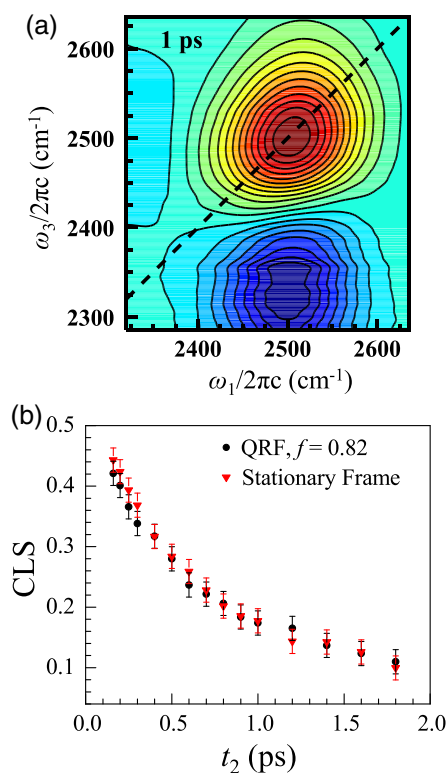 (a)
1 ps
2600
2500
2400
2300
ω₃/2πc (cm⁻¹)
2400 2500 2600
ω₁/2πc (cm⁻¹)
(b)
0.5
0.4
0.3
0.2
0.1
CLS
QRF, f = 0.82
Stationary Frame
0.0 0.5 1.0 1.5 2.0
t₂ (ps)